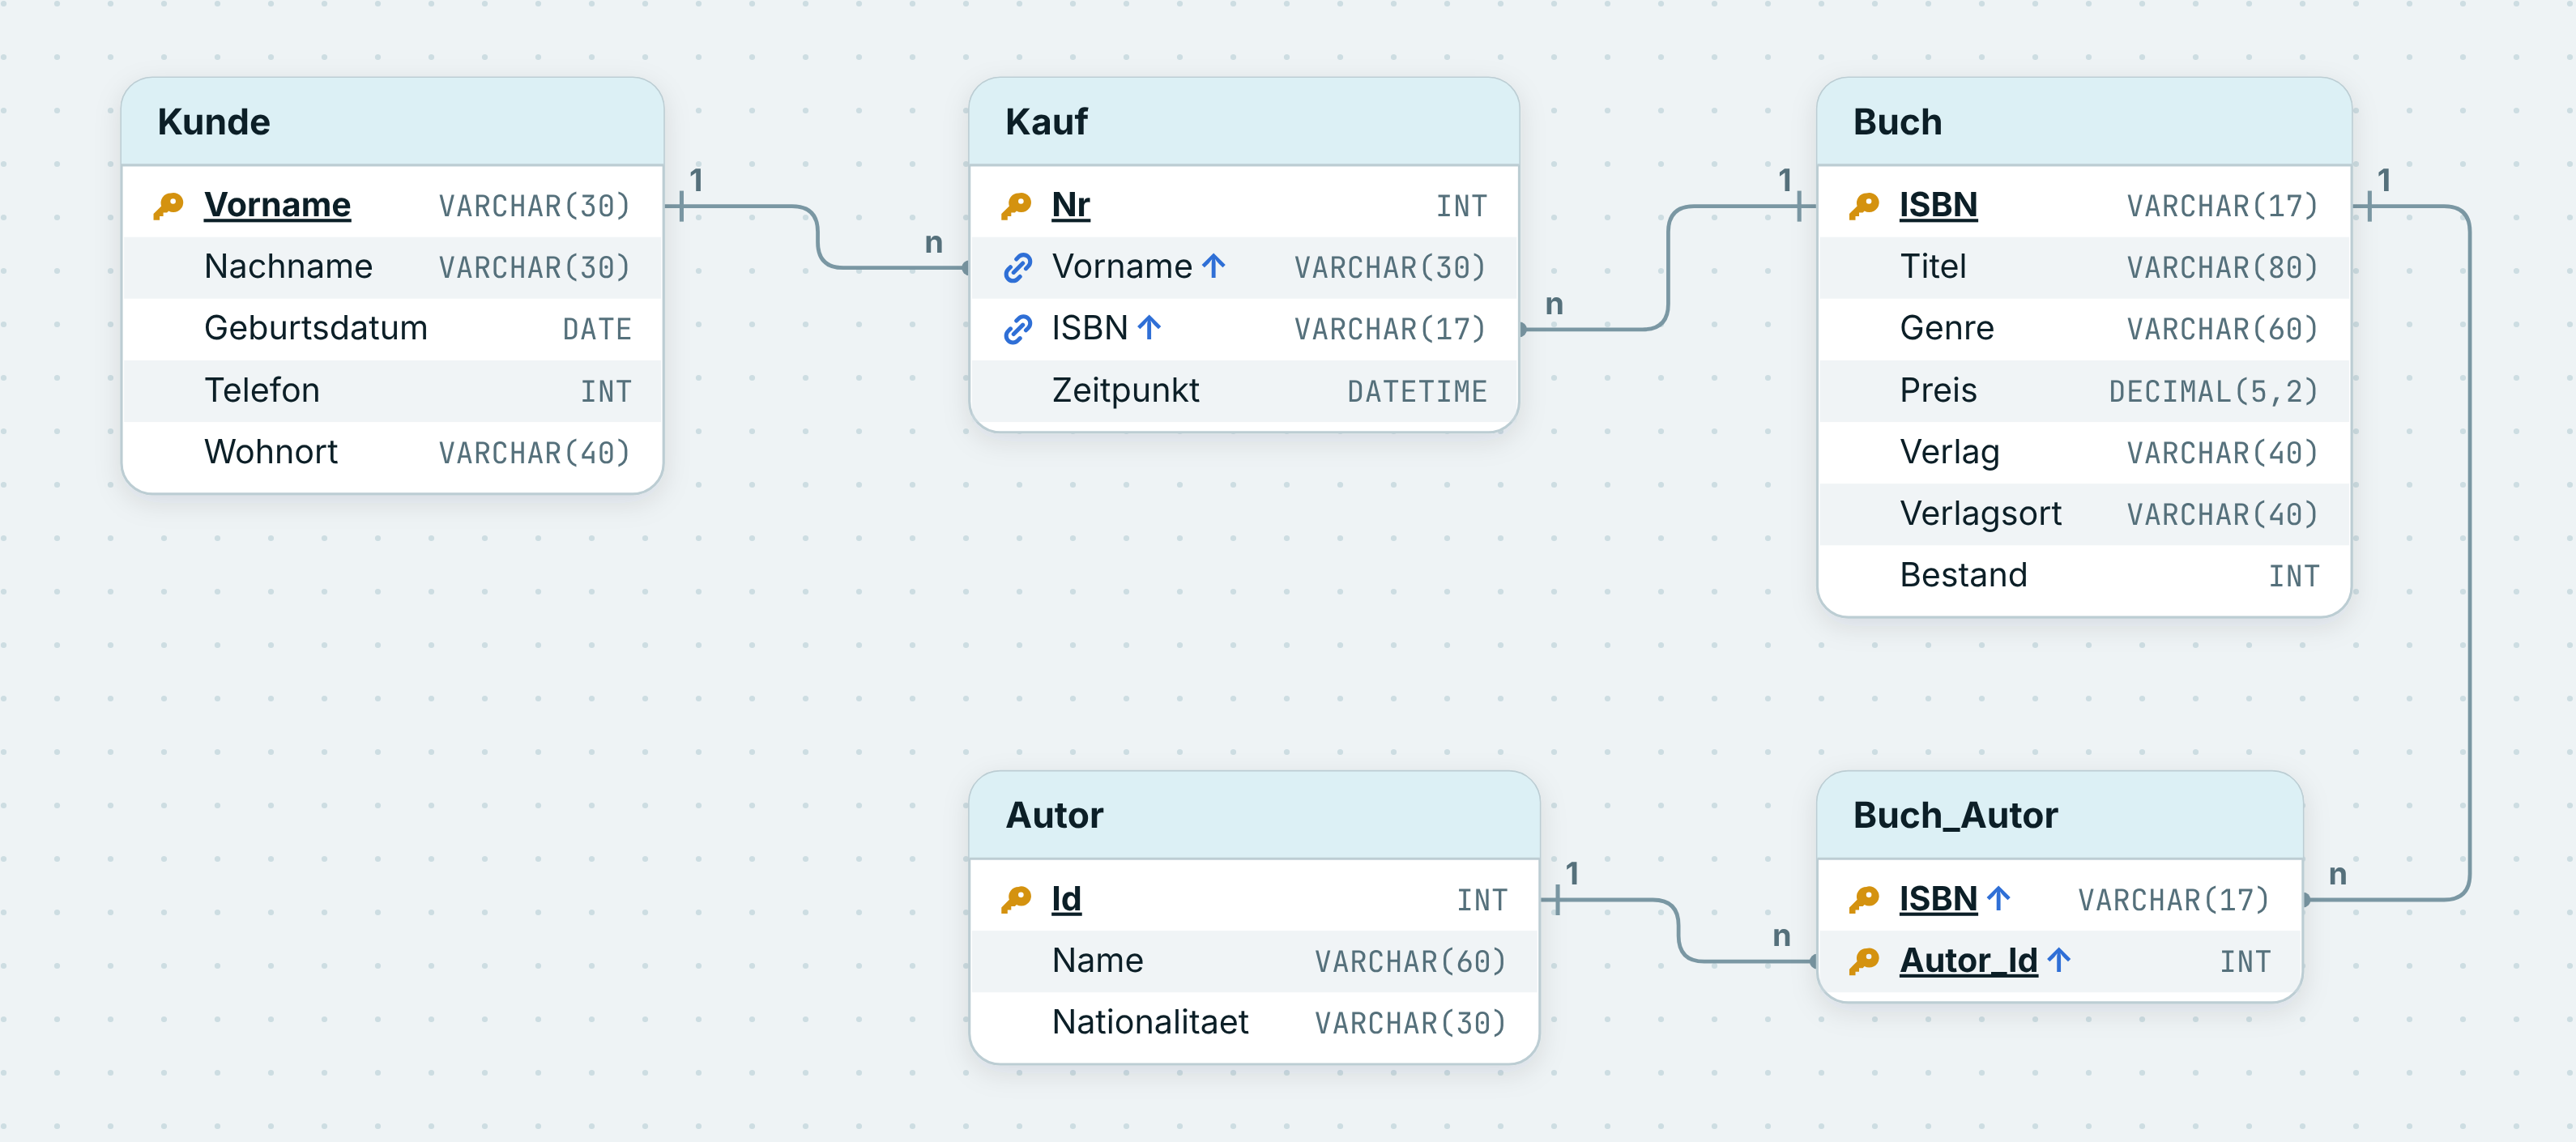 Kunde
Vorname VARCHAR(30)
Nachname VARCHAR(30)
Geburtsdatum DATE
Telefon INT
Wohnort VARCHAR(40)
1
n
Kauf
Nr INT
Vorname ↑ VARCHAR(30)
ISBN ↑ VARCHAR(17)
Zeitpunkt DATETIME
n
1
Buch
ISBN VARCHAR(17)
Titel VARCHAR(80)
Genre VARCHAR(60)
Preis DECIMAL(5,2)
Verlag VARCHAR(40)
Verlagsort VARCHAR(40)
Bestand INT
1
Autor
Id INT
Name VARCHAR(60)
Nationalitaet VARCHAR(30)
1
n
Buch_Autor
ISBN ↑ VARCHAR(17)
Autor_Id ↑ INT
n